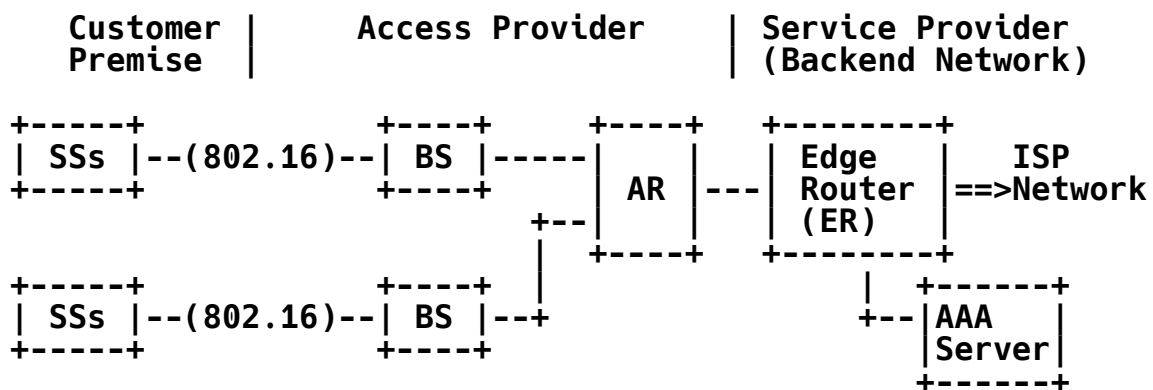 Customer |       Access Provider      | Service Provider
Premise  |                            | (Backend Network)
+-----+            +----+      +----+   +--------+
| SSs |--(802.16)--| BS |-----|    |   | Edge   |   ISP
+-----+            +----+      | AR |---| Router |==>Network
                            +--|    |   | (ER)   |
                            |  +----+   +--------+
+-----+            +----+   |                |  +------+
| SSs |--(802.16)--| BS |--+                +--|AAA   |
+-----+            +----+                       |Server|
                                                +------+